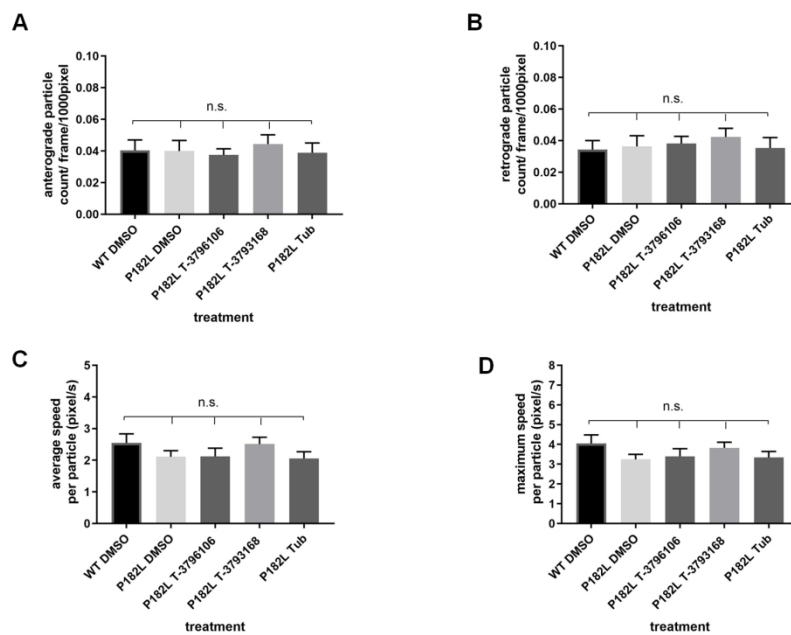 A
anterograde particle
count/ frame/1000pixel
0.10
0.08
0.06
0.04
0.02
0.00
n.s.
WT DMSO
P182L DMSO
P182L T-3796106
P182L T-3793168
P182L Tub
treatment
B
retrograde particle
count/ frame/1000pixel
0.10
0.08
0.06
0.04
0.02
0.00
n.s.
WT DMSO
P182L DMSO
P182L T-3796106
P182L T-3793168
P182L Tub
treatment
C
average speed
per particle (pixel/s)
5
4
3
2
1
0
n.s.
WT DMSO
P182L DMSO
P182L T-3796106
P182L T-3793168
P182L Tub
treatment
D
maximum speed
per particle (pixel/s)
8
7
6
5
4
3
2
1
0
n.s.
WT DMSO
P182L DMSO
P182L T-3796106
P182L T-3793168
P182L Tub
treatment